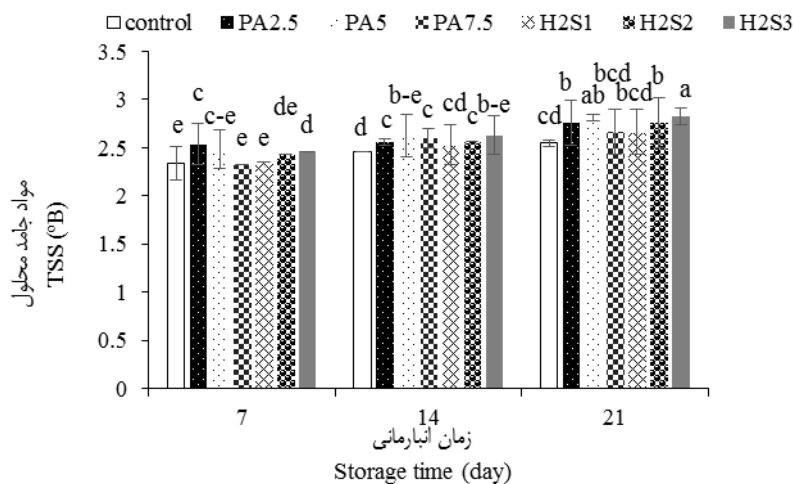 control PA2.5 PA5 PA7.5 H2S1 H2S2 H2S3
3.5
3
2.5
2
1.5
1
0.5
0
مواد جامد محلول
TSS (ºB)
e c c-e e e de d
d c b-e c cd c b-e
cd b ab bcd bcd b a
7 14 21
زمان انبارمانی
Storage time (day)